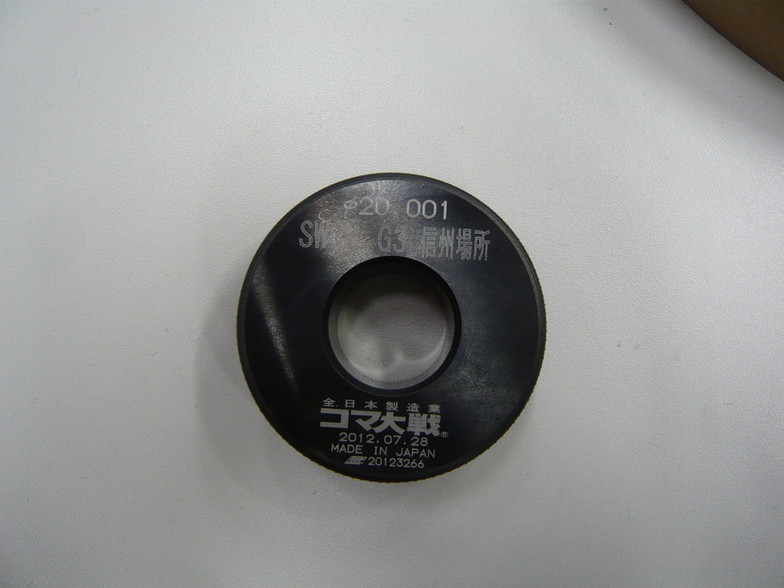 φ20.001
G3 信州場所
全日本製造業
コマ大戦®
2012.07.28
MADE IN JAPAN
20123266